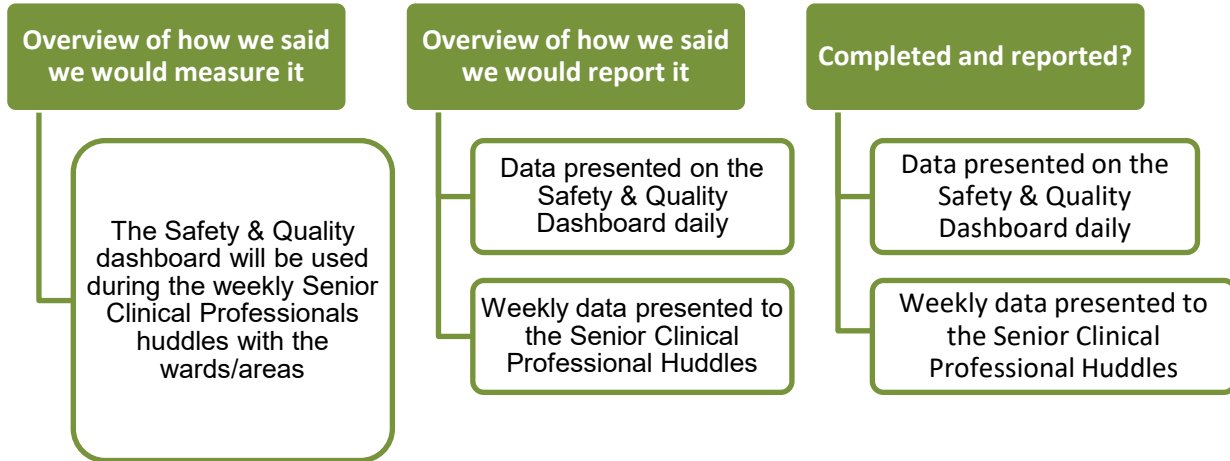 Overview of how we said
we would measure it
The Safety & Quality
dashboard will be used
during the weekly Senior
Clinical Professionals
huddles with the
wards/areas
Overview of how we said
we would report it
Data presented on the
Safety & Quality
Dashboard daily
Weekly data presented to
the Senior Clinical
Professional Huddles
Completed and reported?
Data presented on the
Safety & Quality
Dashboard daily
Weekly data presented to
the Senior Clinical
Professional Huddles